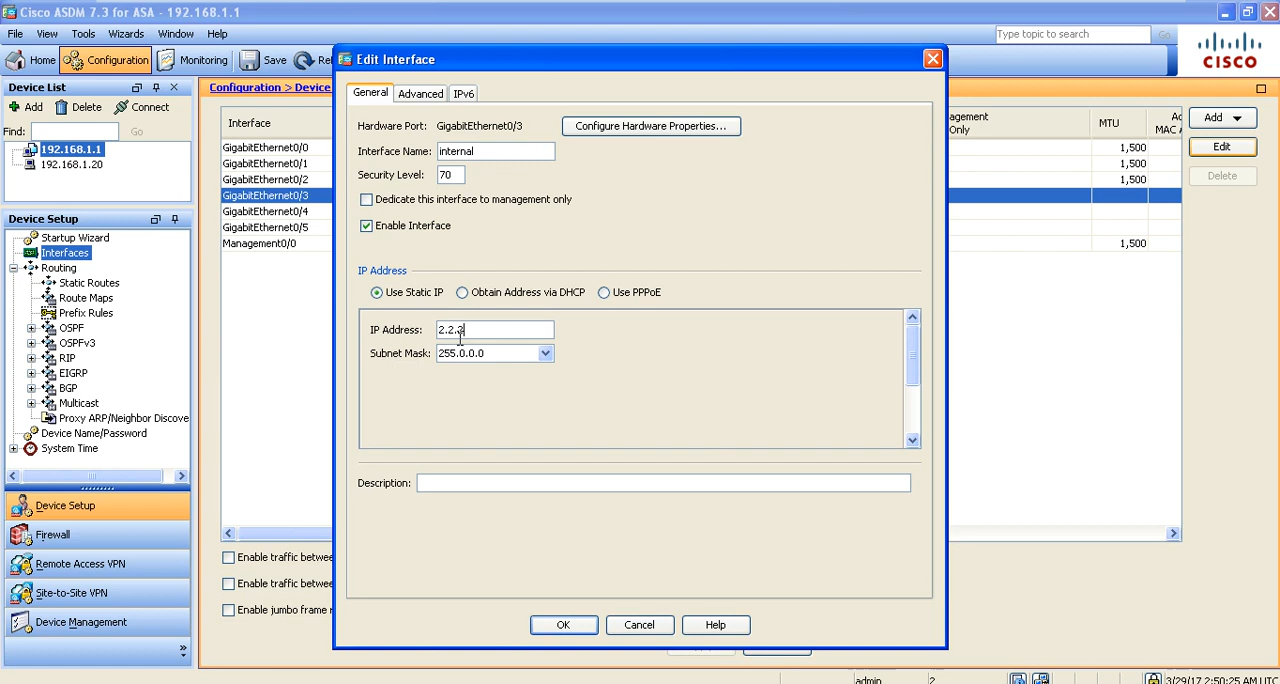 Cisco ASDM 7.3 for ASA - 192.168.1.1
File View Tools Wizards Window Help
Type topic to search Go
Home Configuration Monitoring Save
CISCO
Device List
Add Delete Connect
Find: Go
192.168.1.1
192.168.1.20
Device Setup
Startup Wizard
Interfaces
Routing
Static Routes
Route Maps
Prefix Rules
OSPF
OSPFv3
RIP
EIGRP
BGP
Multicast
Proxy ARP/Neighbor Discove
Device Name/Password
System Time
Device Setup
Firewall
Remote Access VPN
Site-to-Site VPN
Device Management
Configuration > Device
Interface
GigabitEthernet0/0
GigabitEthernet0/1
GigabitEthernet0/2
GigabitEthernet0/3
GigabitEthernet0/4
GigabitEthernet0/5
Management0/0
Enable traffic betwee
Enable traffic betwee
Enable jumbo frame r
Edit Interface
General Advanced IPv6
Hardware Port: GigabitEthernet0/3 Configure Hardware Properties...
Interface Name: internal
Security Level: 70
Dedicate this interface to management only
Enable Interface
IP Address
Use Static IP Obtain Address via DHCP Use PPPoE
IP Address: 2.2.2
Subnet Mask: 255.0.0.0
Description:
OK Cancel Help
agement
Only
MTU
Ac
MAC A
1,500
1,500
1,500
1,500
Add
Edit
Delete
admin 2 3/29/17 2:50:25 AM UTC